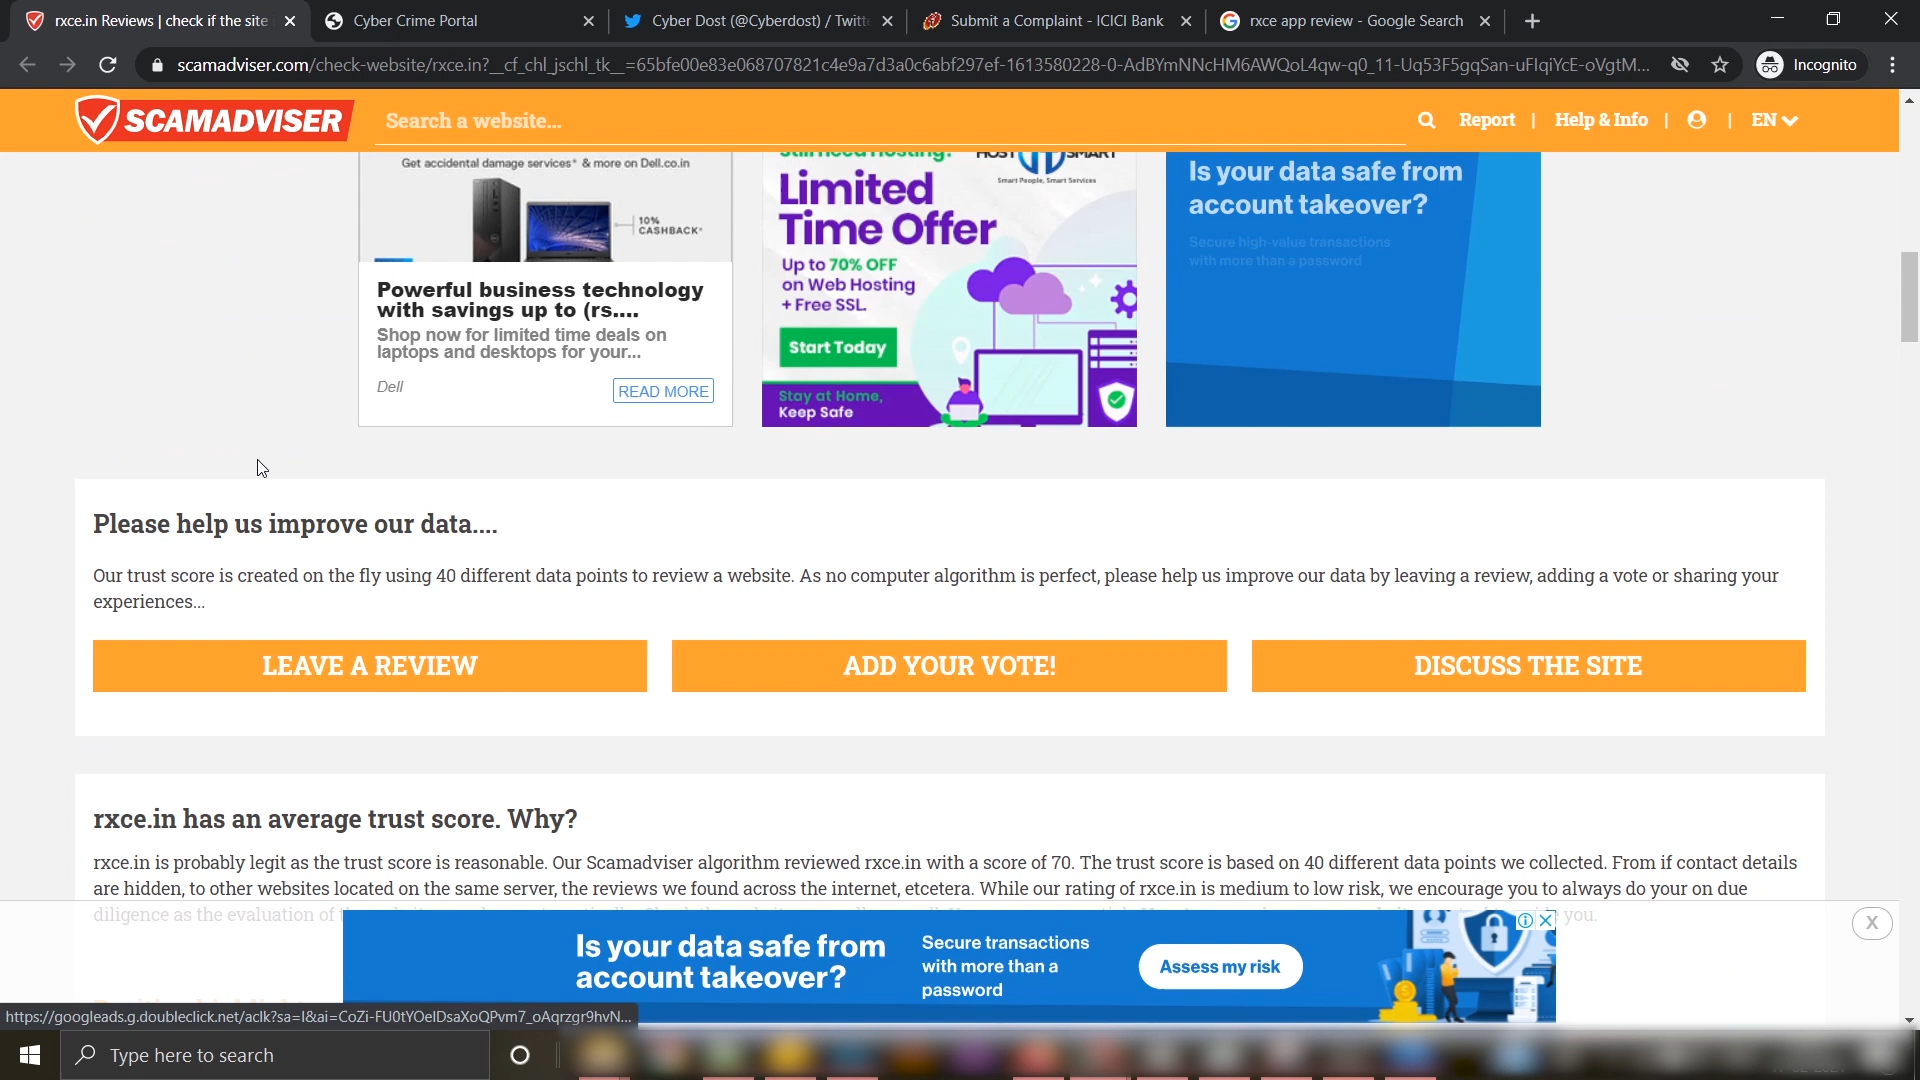 rxce.in Reviews | check if the site
Cyber Crime Portal
Cyber Dost (@Cyberdost) / Twitt
Submit a Complaint - ICICI Bank
rxce app review - Google Search
scamadviser.com/check-website/rxce.in?__cf_chl_jschl_tk__=65bfe00e83e068707821c4e9a7d3a0c6abf297ef-1613580228-0-AdBYmNNcHM6AWQoL4qw-q0_11-Uq53F5gqSan-uFIqiYcE-oVgtM...
Incognito
SCAMADVISER
Search a website...
Report | Help & Info | | EN
Get accidental damage services* & more on Dell.co.in
10%
CASHBACK*
Powerful business technology
with savings up to (rs....
Shop now for limited time deals on
laptops and desktops for your...
Dell
READ MORE
Still need Hosting?
HOST SMART
Smart People, Smart Services
Limited
Time Offer
Up to 70% OFF
on Web Hosting
+ Free SSL.
Start Today
Stay at Home,
Keep Safe
Is your data safe from
account takeover?
Secure high-value transactions
with more than a password
Please help us improve our data....
Our trust score is created on the fly using 40 different data points to review a website. As no computer algorithm is perfect, please help us improve our data by leaving a review, adding a vote or sharing your
experiences...
LEAVE A REVIEW
ADD YOUR VOTE!
DISCUSS THE SITE
rxce.in has an average trust score. Why?
rxce.in is probably legit as the trust score is reasonable. Our Scamadviser algorithm reviewed rxce.in with a score of 70. The trust score is based on 40 different data points we collected. From if contact details
are hidden, to other websites located on the same server, the reviews we found across the internet, etcetera. While our rating of rxce.in is medium to low risk, we encourage you to always do your on due
diligence as the evaluation of you.
X
Is your data safe from
account takeover?
Secure transactions
with more than a
password
Assess my risk
https://googleads.g.doubleclick.net/aclk?sa=l&ai=CoZi-FU0tYOelDsaXoQPvm7_oAqrzgr9hvN...
Type here to search